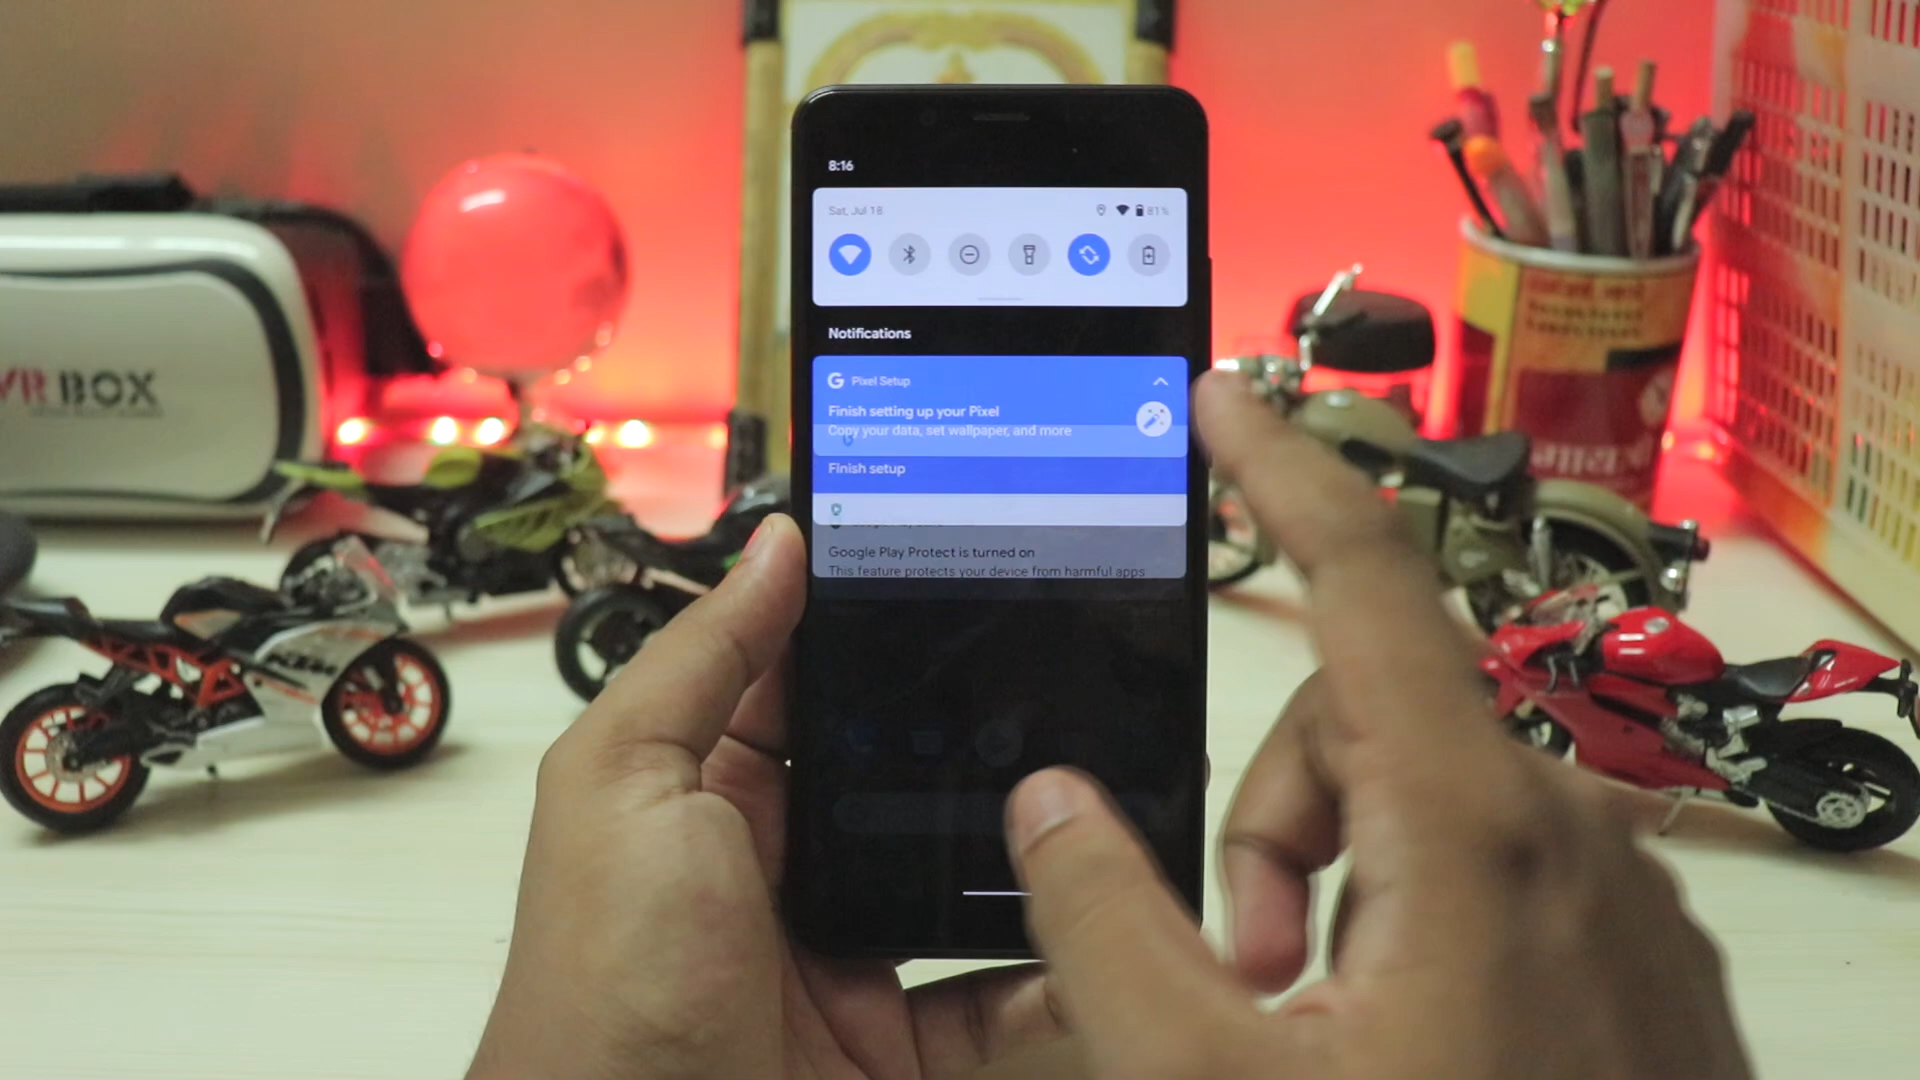 8:16
Sat, Jul 18
81%
Notifications
G Pixel Setup
Finish setting up your Pixel
Copy your data, set wallpaper, and more
Finish setup
Google Play Protect is turned on
This feature protects your device from harmful apps
VR BOX
KTM